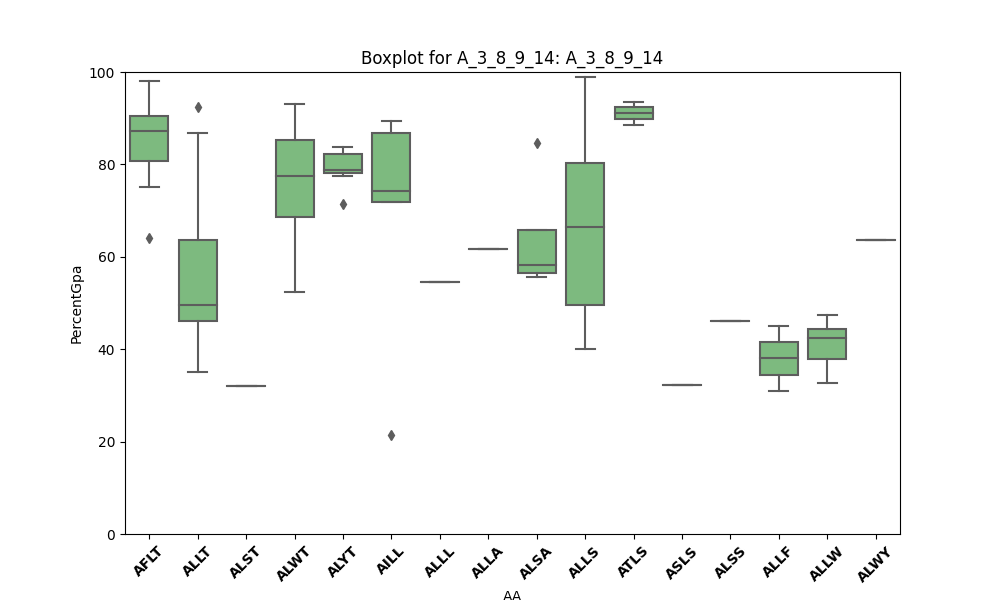 Boxplot for A_3_8_9_14: A_3_8_9_14
PercentGpa
100
80
60
40
20
0
AFLT ALLT ALST ALWT ALYT AILL ALLL ALLA ALSA ALLS ATLS ASLS ALSS ALLF ALLW ALWY
AA